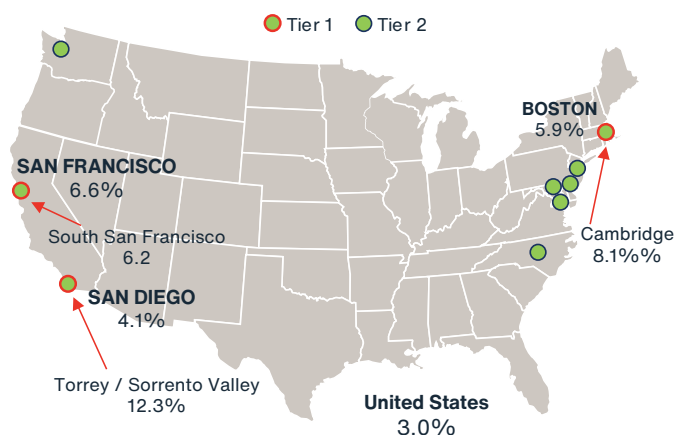 Tier 1
Tier 2
BOSTON
5.9%
SAN FRANCISCO
6.6%
South San Francisco
6.2
Cambridge
8.1%%
SAN DIEGO
4.1%
Torrey / Sorrento Valley
12.3%
United States
3.0%